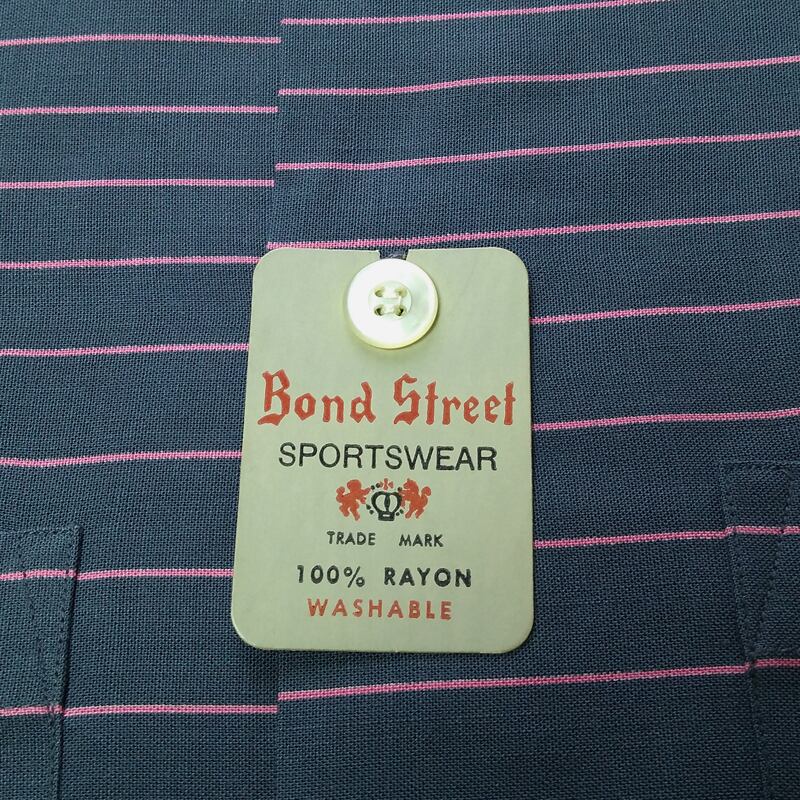 Bond Street
SPORTSWEAR
TRADE MARK
100% RAYON
WASHABLE